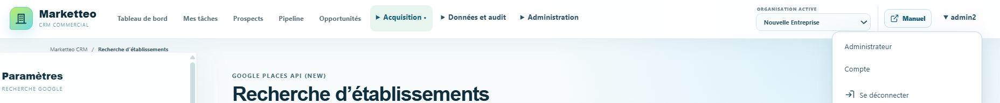 Marketteo
CRM COMMERCIAL
Tableau de bord
Mes tâches
Prospects
Pipeline
Opportunités
Acquisition
Données et audit
Administration
ORGANISATION ACTIVE
Nouvelle Entreprise
Manuel
admin2
Administrateur
Compte
Se déconnecter
Marketteo CRM / Recherche d’établissements
Paramètres
RECHERCHE GOOGLE
GOOGLE PLACES API (NEW)
Recherche d’établissements